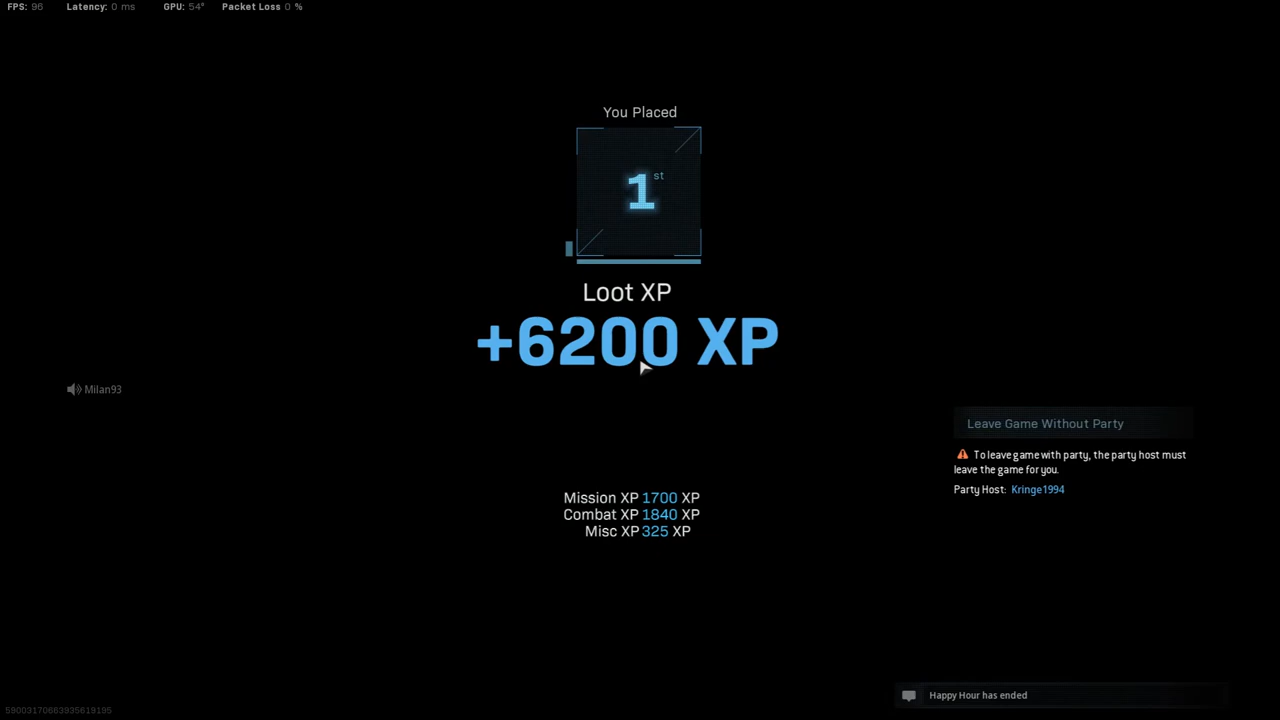 FPS: 96 Latency: 0 ms GPU: 54° Packet Loss 0 %
You Placed
1st
Loot XP
+6200 XP
Milan93
Leave Game Without Party
To leave game with party, the party host must
leave the game for you.
Party Host: Kringe1994
Mission XP 1700 XP
Combat XP 1840 XP
Misc XP 325 XP
Happy Hour has ended